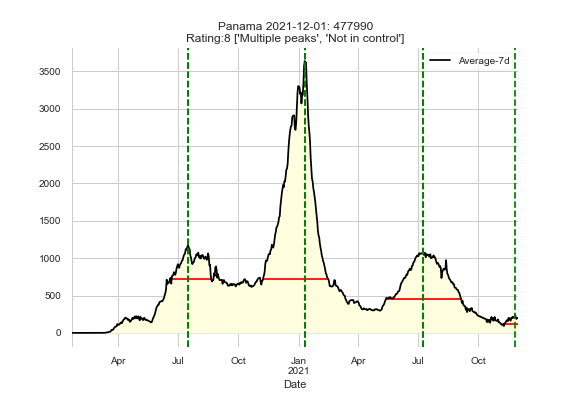 Panama 2021-12-01: 477990
Rating:8 ['Multiple peaks', 'Not in control']
Average-7d
3500
3000
2500
2000
1500
1000
500
0
Apr Jul Oct Jan Apr Jul Oct
2021
Date